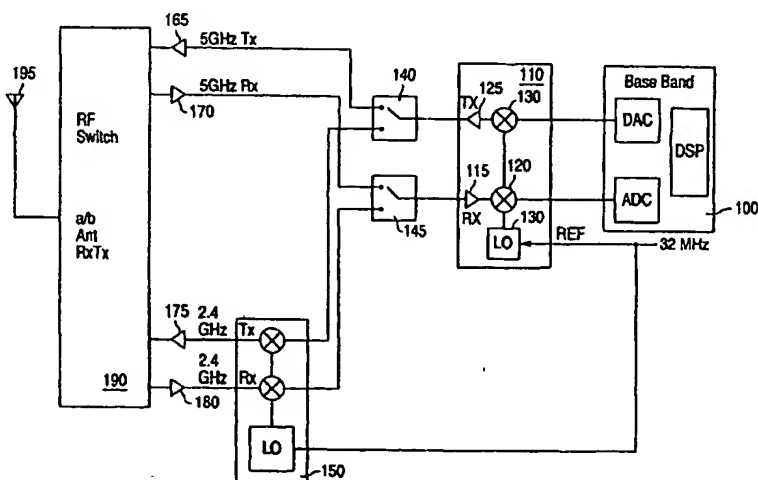 165
5GHz Tx
195
5GHz Rx
170
RF
Switch
a/b
Ant
RxTx
190
140
145
110
TX
125
130
115
120
RX
LO
130
REF
Base Band
DAC
DSP
ADC
100
32 MHz
175
2.4
GHz
Tx
2.4
GHz
Rx
180
LO
150